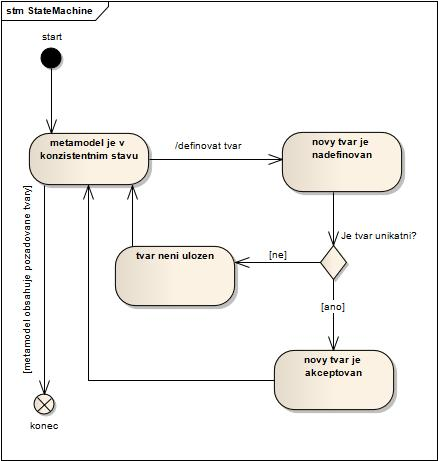 stm StateMachine
start
metamodel je v
konzistentnim stavu
/definovat tvar
novy tvar je
nadefinovan
Je tvar unikatni?
[ne]
tvar neni ulozen
[ano]
[metamodel obsahuje pozadovane tvary]
novy tvar je
akceptovan
konec